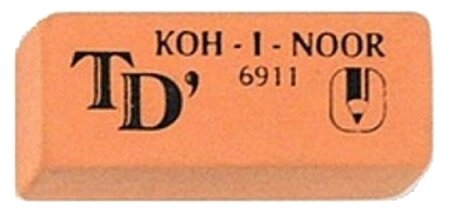 KOH - I - NOOR
TD’ 6911